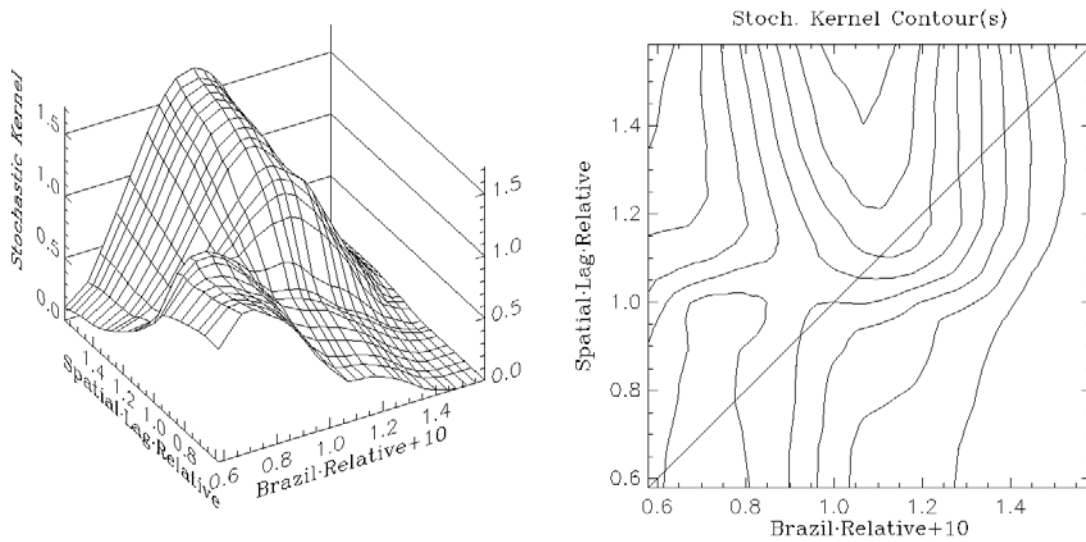 Stochastic Kernel
1.5
1.0
0.5
0.0
1.5
1.0
0.5
0.0
1.4
1.2
1.0
0.8
Spatial·Lag·Relative
0.6 0.8 1.0 1.2 1.4
Brazil·Relative+10
Stoch. Kernel Contour(s)
Spatial·Lag·Relative
1.4
1.2
1.0
0.8
0.6
0.6 0.8 1.0 1.2 1.4
Brazil·Relative+10